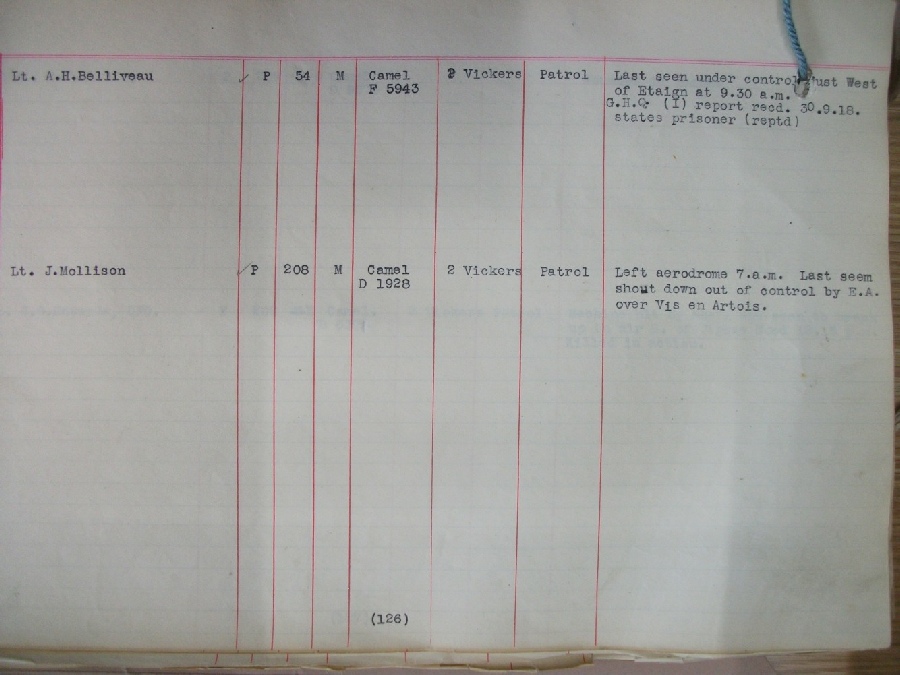 Lt. A.H.Belliveau ✓ P 54 M Camel 2 Vickers Patrol Last seen under control just West
F 5943 of Etaign at 9.30 a.m.
G.H.Q. (I) report recd. 30.9.18.
states prisoner (reptd)
Lt. J.Mollison ✓ P 208 M Camel 2 Vickers Patrol Left aerodrome 7.a.m. Last seem
D 1928 shout down out of control by E.A.
over Vis en Artois.
(126)